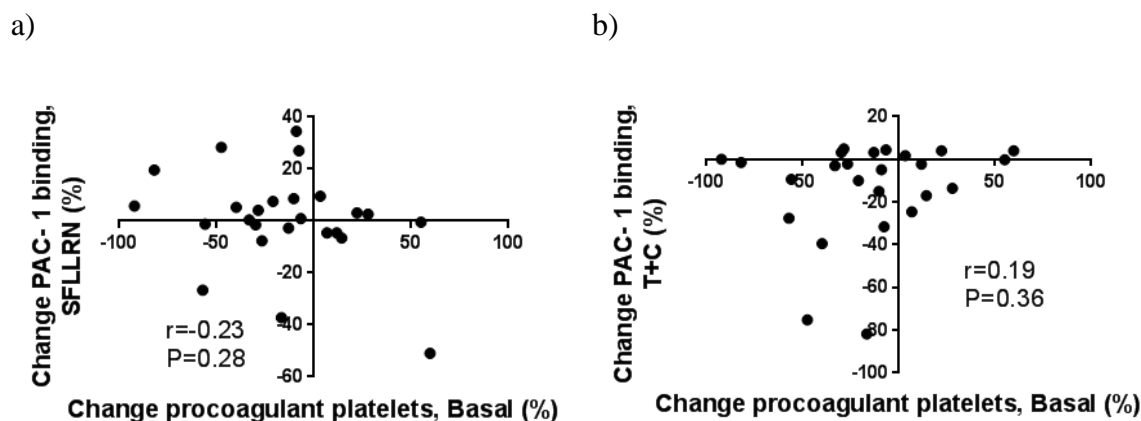 a)
b)
Change PAC- 1 binding,
SFLLRN (%)
40
20
0
-20
-40
-60
-100
-50
50
100
r=-0.23
P=0.28
Change procoagulant platelets, Basal (%)
Change PAC- 1 binding,
T+C (%)
20
0
-20
-40
-60
-80
-100
-100
-50
50
100
r=0.19
P=0.36
Change procoagulant platelets, Basal (%)